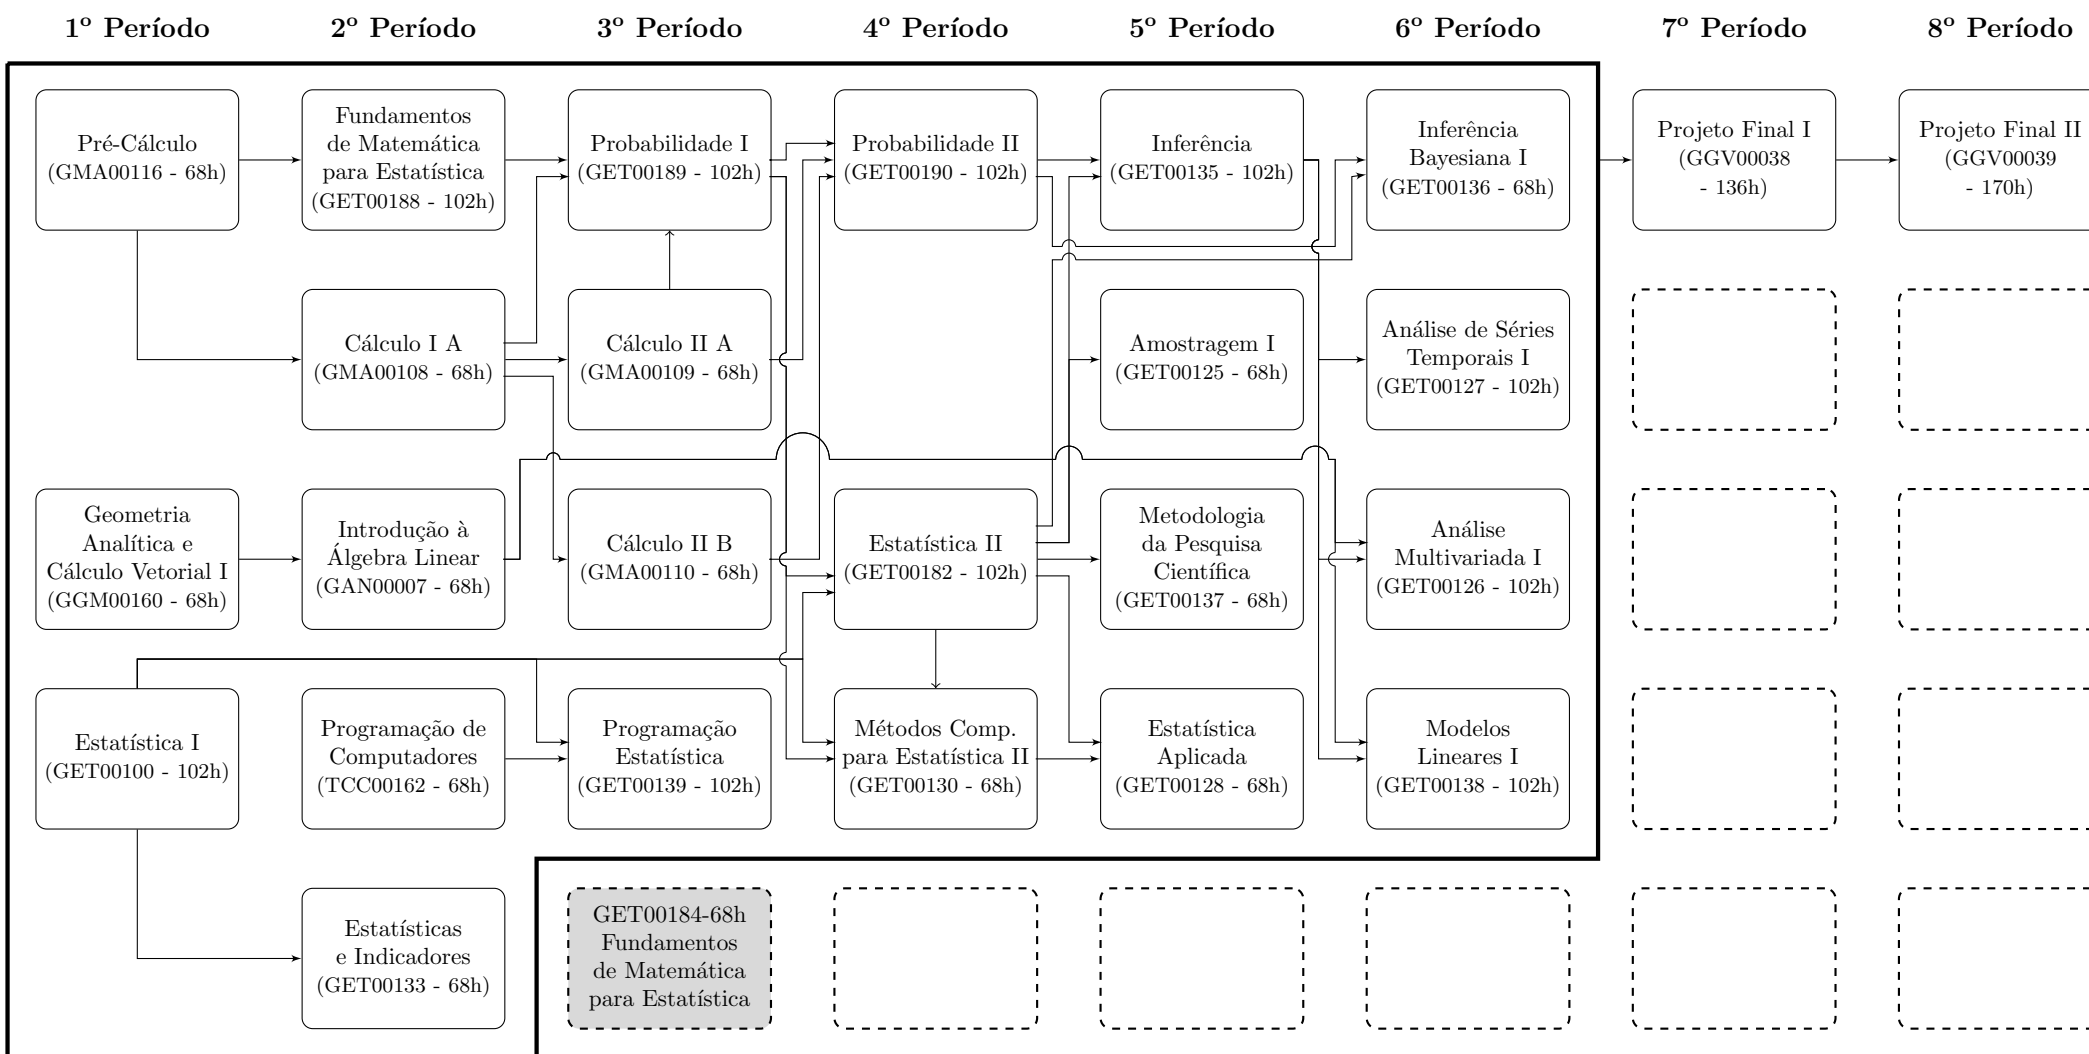 1º Período
2º Período
3º Período
4º Período
5º Período
6º Período
7º Período
8º Período
Pré-Cálculo
(GMA00116 - 68h)
Fundamentos
de Matemática
para Estatística
(GET00188 - 102h)
Probabilidade I
(GET00189 - 102h)
Probabilidade II
(GET00190 - 102h)
Inferência
(GET00135 - 102h)
Inferência
Bayesiana I
(GET00136 - 68h)
Projeto Final I
(GGV00038
- 136h)
Projeto Final II
(GGV00039
- 170h)
Cálculo I A
(GMA00108 - 68h)
Cálculo II A
(GMA00109 - 68h)
Amostragem I
(GET00125 - 68h)
Análise de Séries
Temporais I
(GET00127 - 102h)
Geometria
Analítica e
Cálculo Vetorial I
(GGM00160 - 68h)
Introdução à
Álgebra Linear
(GAN00007 - 68h)
Cálculo II B
(GMA00110 - 68h)
Estatística II
(GET00182 - 102h)
Metodologia
da Pesquisa
Científica
(GET00137 - 68h)
Análise
Multivariada I
(GET00126 - 102h)
Estatística I
(GET00100 - 102h)
Programação de
Computadores
(TCC00162 - 68h)
Programação
Estatística
(GET00139 - 102h)
Métodos Comp.
para Estatística II
(GET00130 - 68h)
Estatística
Aplicada
(GET00128 - 68h)
Modelos
Lineares I
(GET00138 - 102h)
Estatísticas
e Indicadores
(GET00133 - 68h)
GET00184-68h
Fundamentos
de Matemática
para Estatística